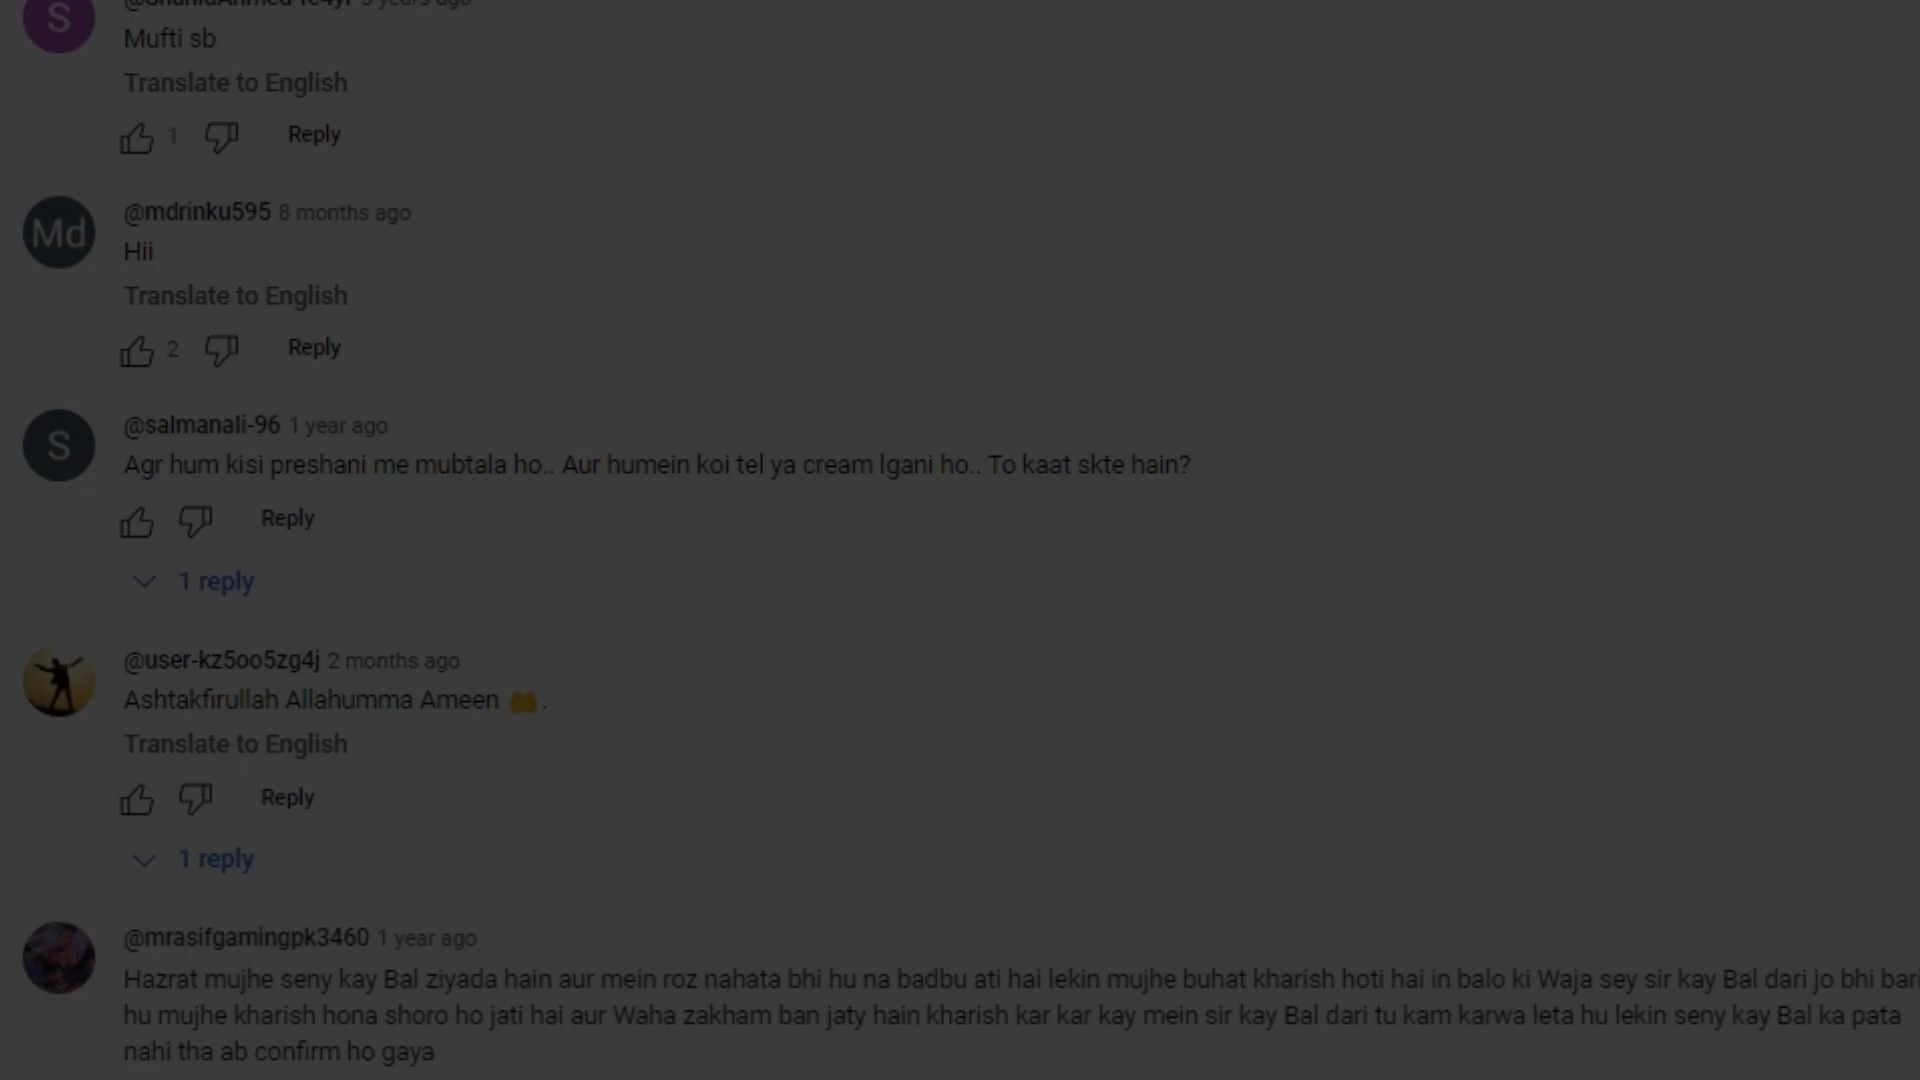 S
Mufti sb
Translate to English
1 Reply
Md
@mdrinku595 8 months ago
Hii
Translate to English
2 Reply
S
@salmanali-96 1 year ago
Agr hum kisi preshani me mubtala ho.. Aur humein koi tel ya cream lgani ho.. To kaat skte hain?
Reply
1 reply
@user-kz5oo5zg4j 2 months ago
Ashtakfirullah Allahumma Ameen 🤲.
Translate to English
Reply
1 reply
@mrasifgamingpk3460 1 year ago
Hazrat mujhe seny kay Bal ziyada hain aur mein roz nahata bhi hu na badbu ati hai lekin mujhe buhat kharish hoti hai in balo ki Waja sey sir kay Bal dari jo bhi bari
hu mujhe kharish hona shoro ho jati hai aur Waha zakham ban jaty hain kharish kar kar kay mein sir kay Bal dari tu kam karwa leta hu lekin seny kay Bal ka pata
nahi tha ab confirm ho gaya